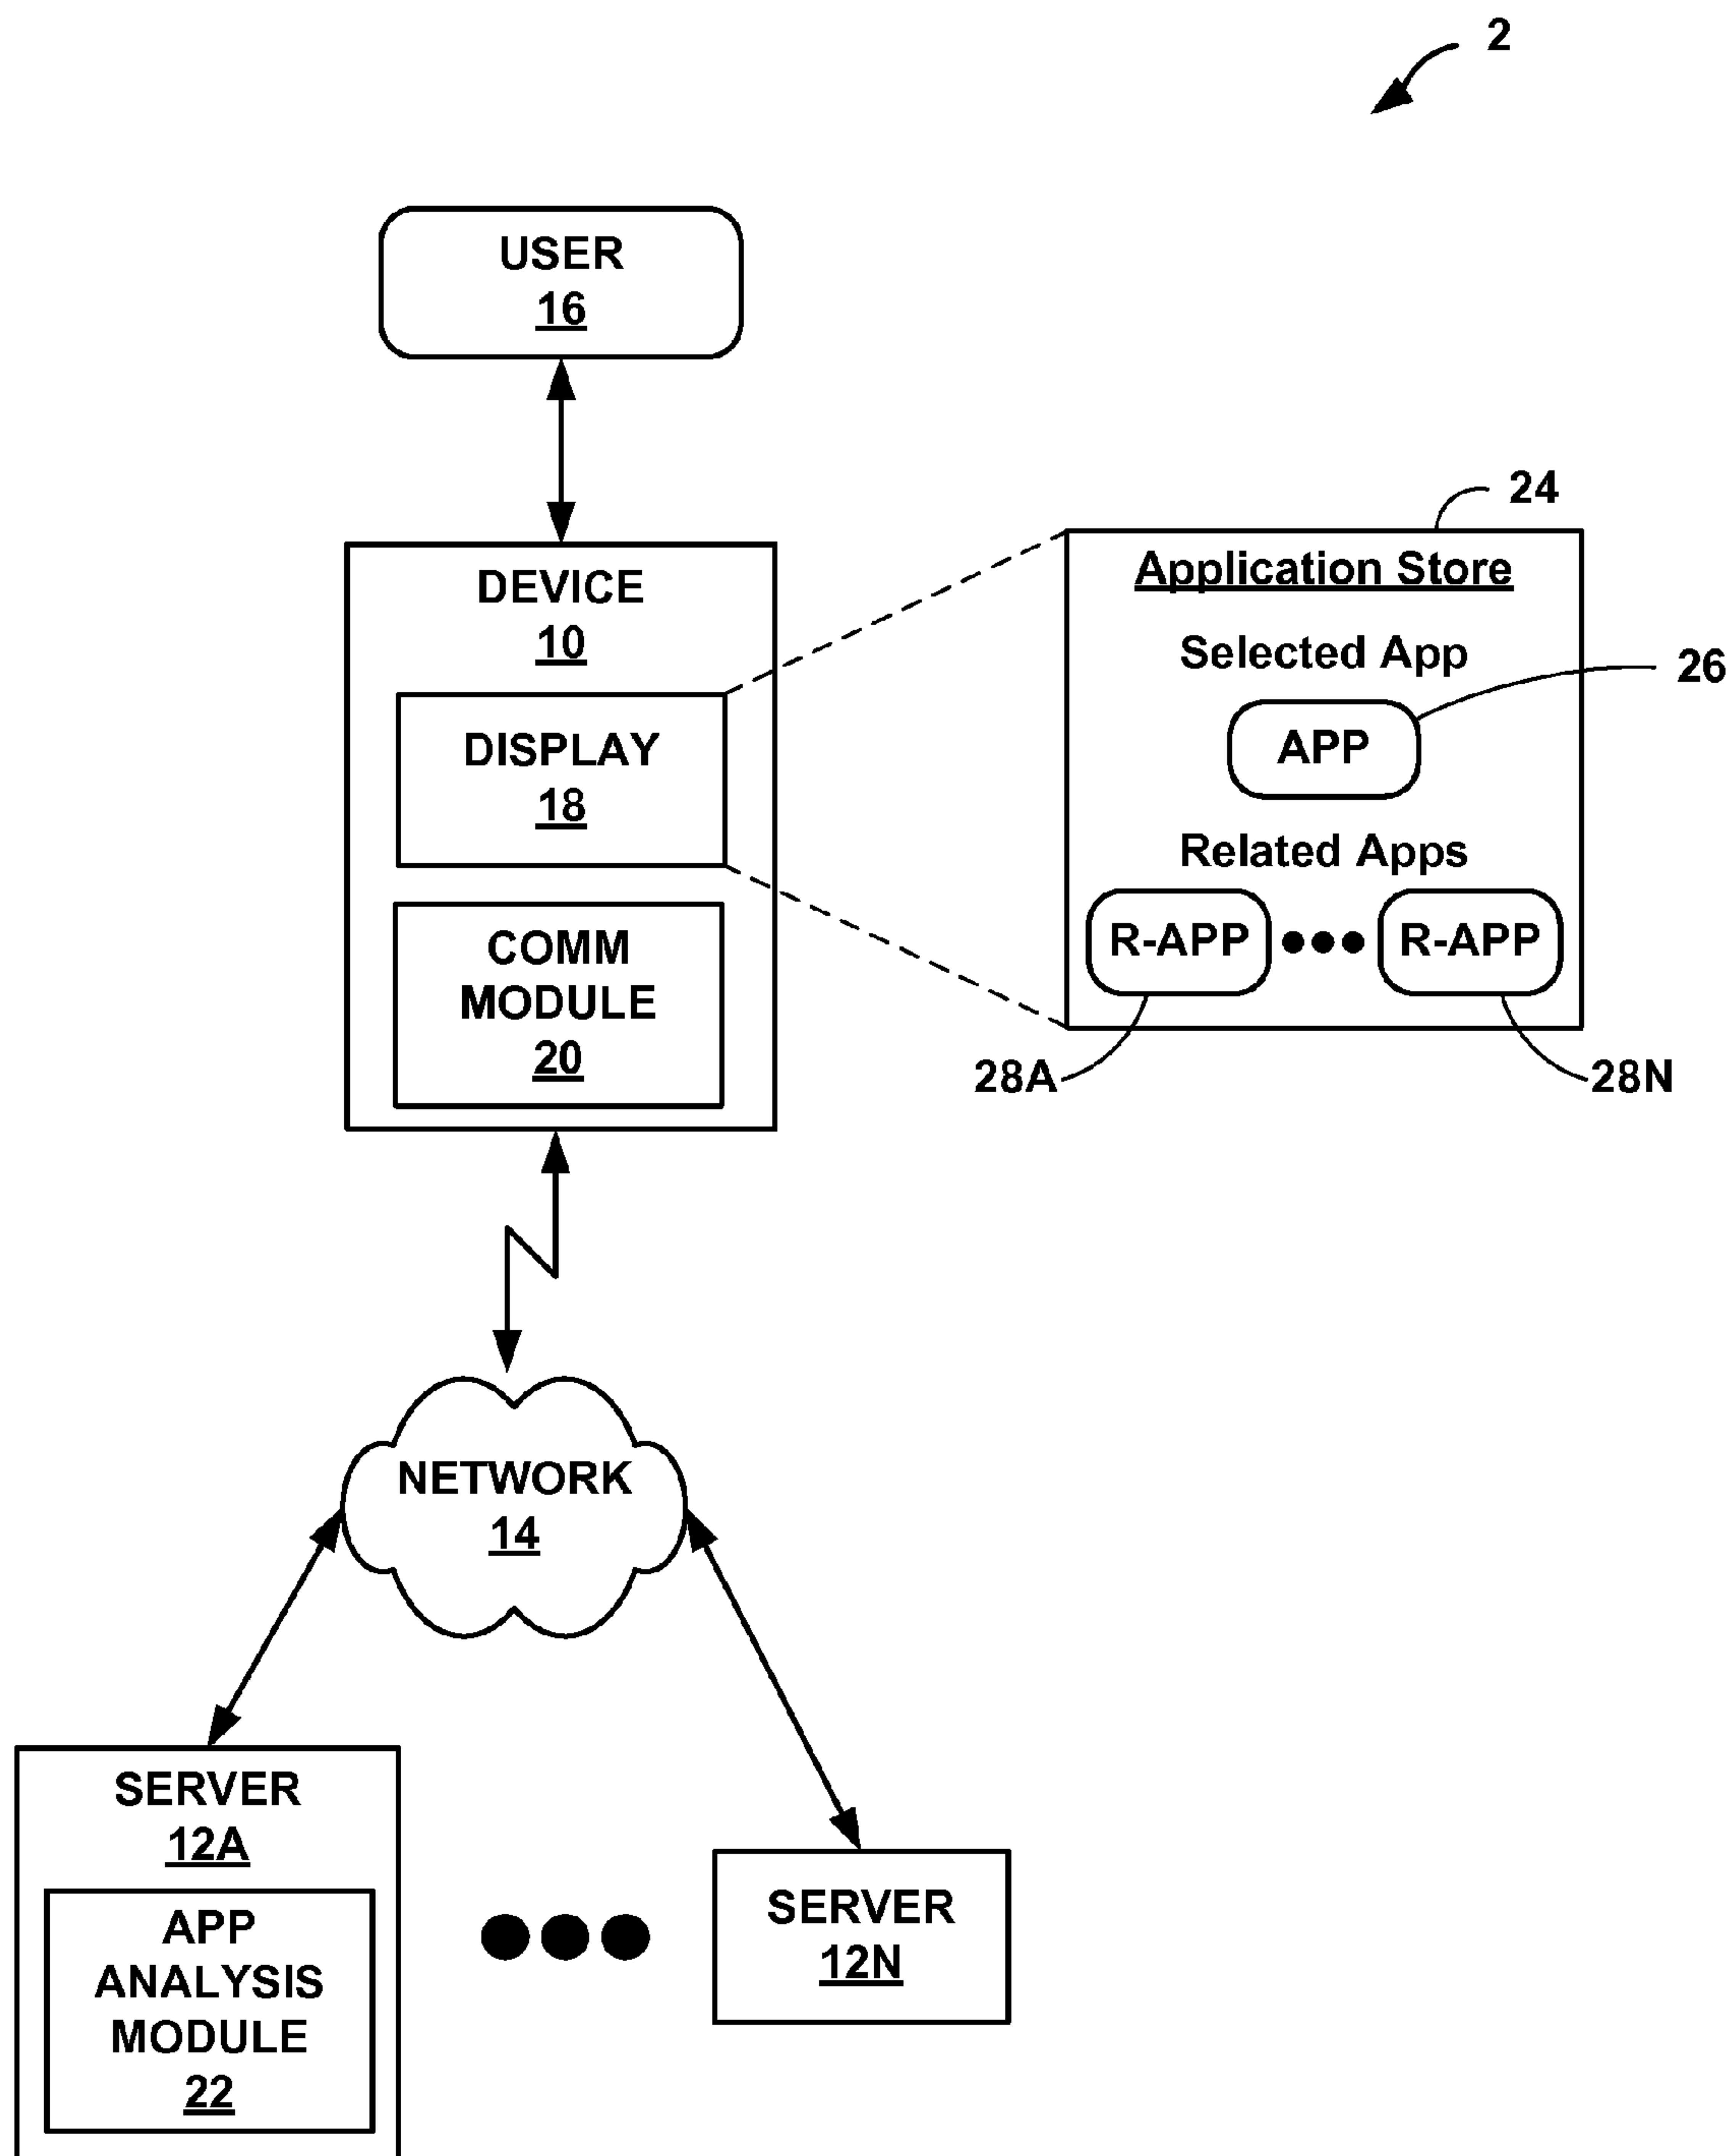 2
USER
16
DEVICE
10
DISPLAY
18
COMM
MODULE
20
24
Application Store
Selected App
26
APP
Related Apps
R-APP
R-APP
28A
28N
NETWORK
14
SERVER
12A
APP
ANALYSIS
MODULE
22
SERVER
12N